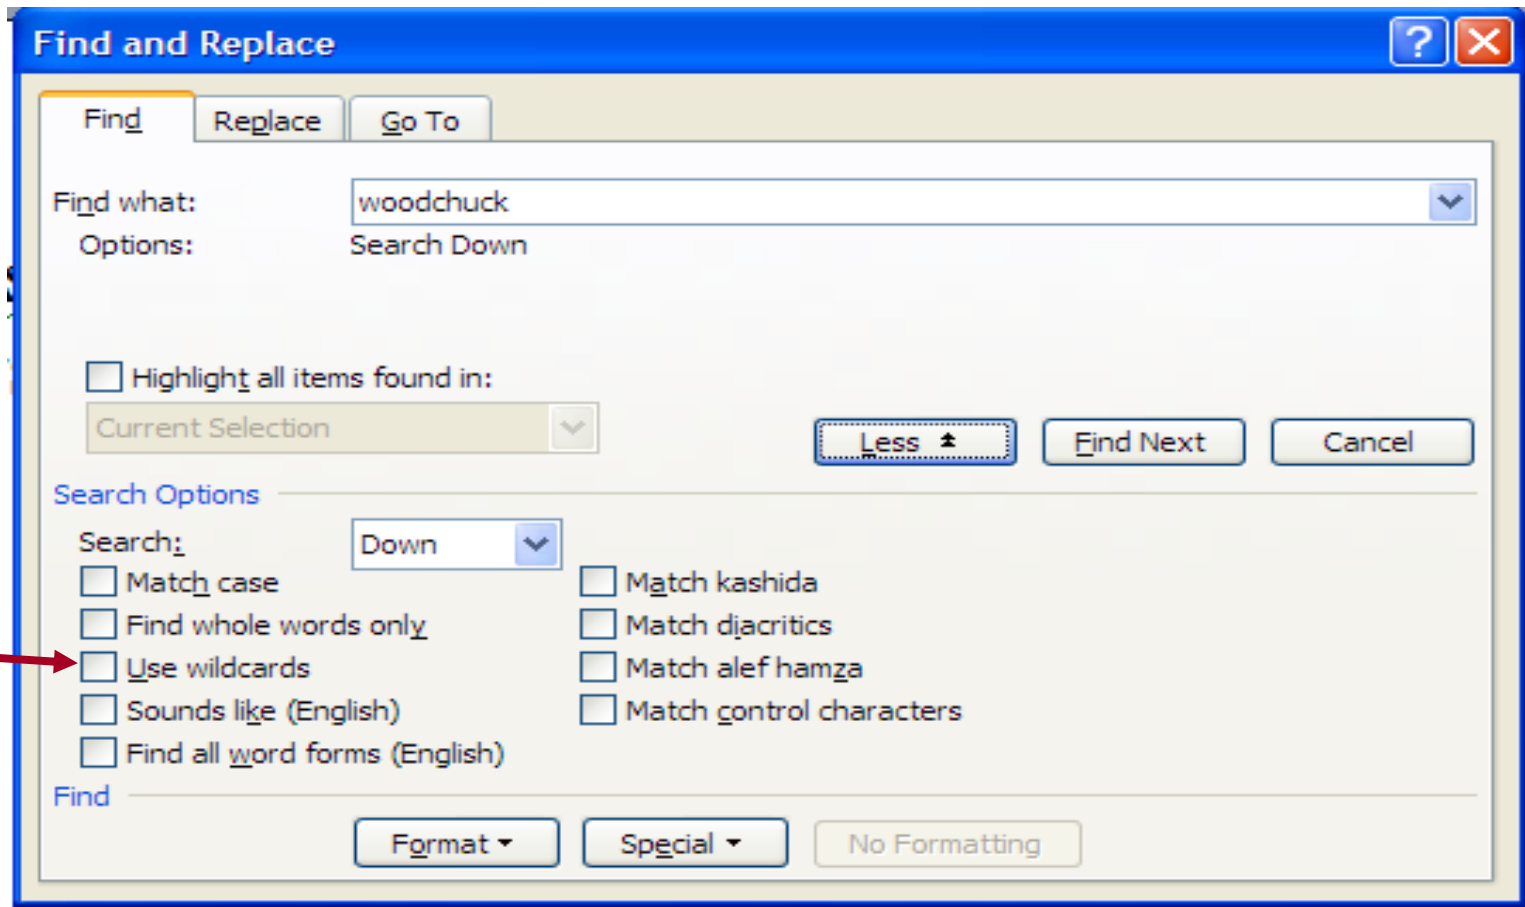 Find and Replace
Find Replace Go To
Find what: woodchuck
Options: Search Down
Highlight all items found in:
Current Selection
Less Find Next Cancel
Search Options
Search: Down
Match case Match kashida
Find whole words only Match diacritics
Use wildcards Match alef hamza
Sounds like (English) Match control characters
Find all word forms (English)
Find
Format Special No Formatting